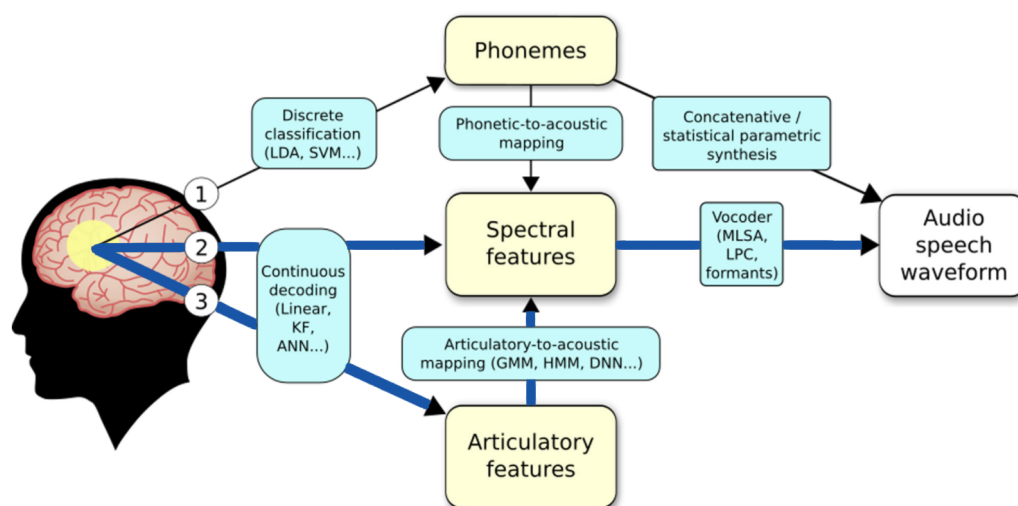 Phonemes
Discrete
classification
(LDA, SVM...)
Phonetic-to-acoustic
mapping
Concatenative /
statistical parametric
synthesis
1
2
3
Continuous
decoding
(Linear,
KF,
ANN...)
Spectral
features
Vocoder
(MLSA,
LPC,
formants)
Audio
speech
waveform
Articulatory-to-acoustic
mapping (GMM, HMM, DNN...)
Articulatory
features